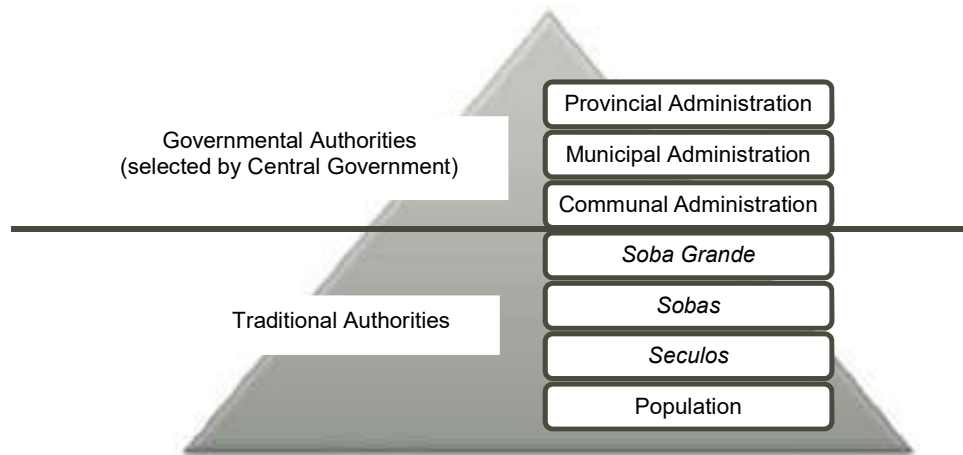 Provincial Administration
Governmental Authorities
(selected by Central Government)
Municipal Administration
Communal Administration
Soba Grande
Sobas
Traditional Authorities
Seculos
Population